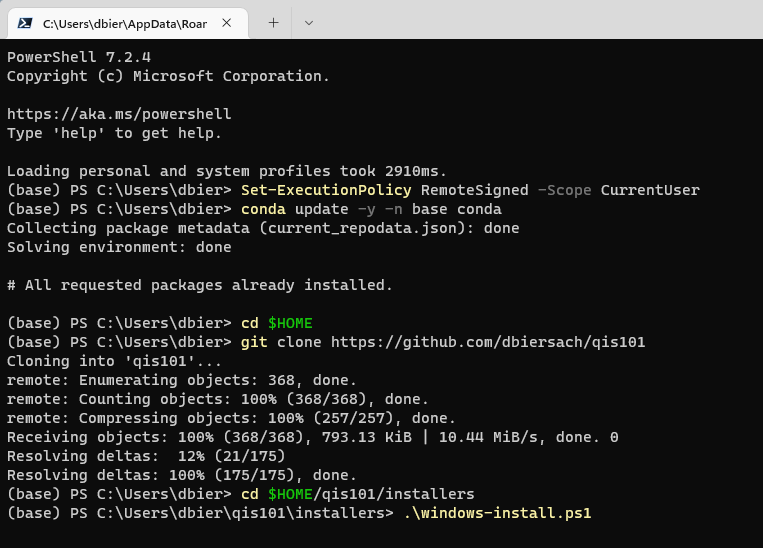 C:\Users\dbier\AppData\Roar
PowerShell 7.2.4
Copyright (c) Microsoft Corporation.
https://aka.ms/powershell
Type 'help' to get help.
Loading personal and system profiles took 2910ms.
(base) PS C:\Users\dbier> Set-ExecutionPolicy RemoteSigned -Scope CurrentUser
(base) PS C:\Users\dbier> conda update -y -n base conda
Collecting package metadata (current_repodata.json): done
Solving environment: done
# All requested packages already installed.
(base) PS C:\Users\dbier> cd $HOME
(base) PS C:\Users\dbier> git clone https://github.com/dbiersach/qis101
Cloning into 'qis101'...
remote: Enumerating objects: 368, done.
remote: Counting objects: 100% (368/368), done.
remote: Compressing objects: 100% (257/257), done.
Receiving objects: 100% (368/368), 793.13 KiB | 10.44 MiB/s, done. 0
Resolving deltas:  12% (21/175)
Resolving deltas: 100% (175/175), done.
(base) PS C:\Users\dbier> cd $HOME/qis101/installers
(base) PS C:\Users\dbier\qis101\installers> .\windows-install.ps1